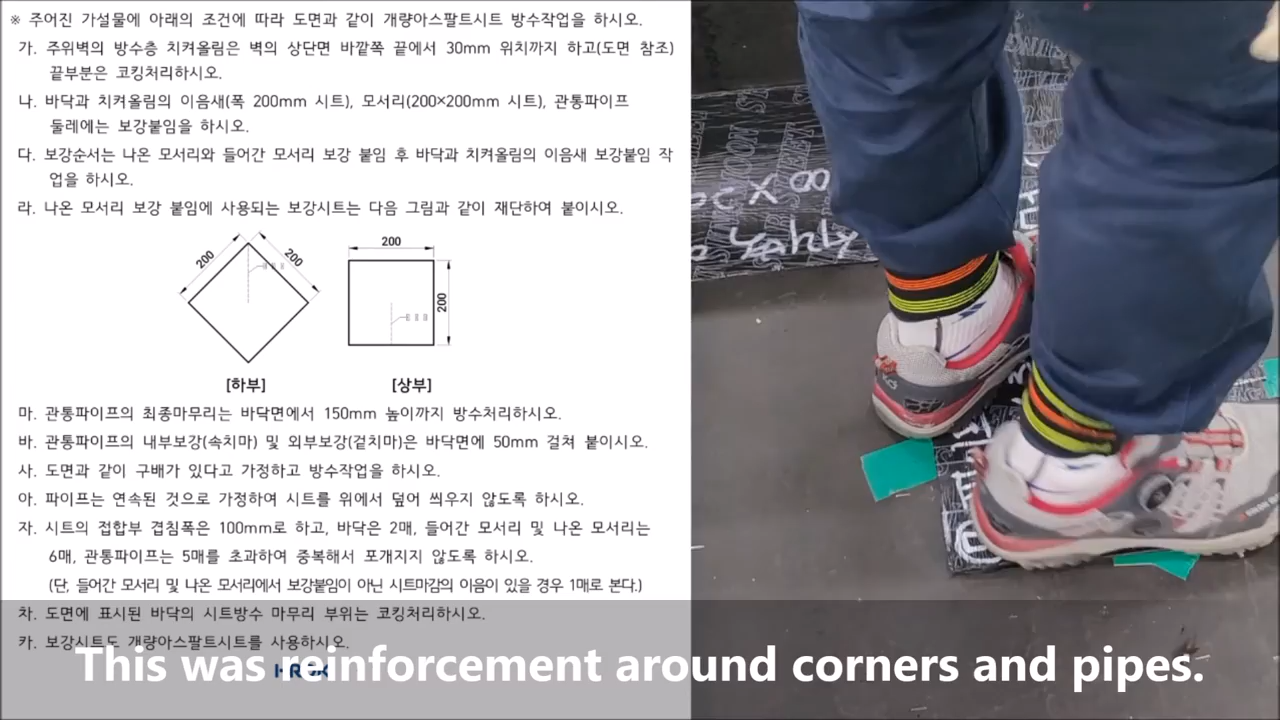 ※ 주어진 가설물에 아래의 조건에 따라 도면과 같이 개량아스팔트시트 방수작업을 하시오.
가. 주위벽의 방수층 치켜올림은 벽의 상단면 바깥쪽 끝에서 30mm 위치까지 하고(도면 참조)
끝부분은 코킹처리하시오.
나. 바닥과 치켜올림의 이음새(폭 200mm 시트), 모서리(200×200mm 시트), 관통파이프
둘레에는 보강붙임을 하시오.
다. 보강순서는 나온 모서리와 들어간 모서리 보강 붙임 후 바닥과 치켜올림의 이음새 보강붙임 작
업을 하시오.
라. 나온 모서리 보강 붙임에 사용되는 보강시트는 다음 그림과 같이 재단하여 붙이시오.
200 200 200 200
[하부] [상부]
마. 관통파이프의 최종마무리는 바닥면에서 150mm 높이까지 방수처리하시오.
바. 관통파이프의 내부보강(속치마) 및 외부보강(겉치마)은 바닥면에 50mm 걸쳐 붙이시오.
사. 도면과 같이 구배가 있다고 가정하고 방수작업을 하시오.
아. 파이프는 연속된 것으로 가정하여 시트를 위에서 덮어 씌우지 않도록 하시오.
자. 시트의 접합부 겹침폭은 100mm로 하고, 바닥은 2매, 들어간 모서리 및 나온 모서리는
6매, 관통파이프는 5매를 초과하여 중복해서 포개지지 않도록 하시오.
(단, 들어간 모서리 및 나온 모서리에서 보강붙임이 아닌 시트마감의 이음이 있을 경우 1매로 본다.)
차. 도면에 표시된 바닥의 시트방수 마무리 부위는 코킹처리하시오.
카. 보강시트도 개량아스팔트시트를 사용하시오.
This was reinforcement around corners and pipes.